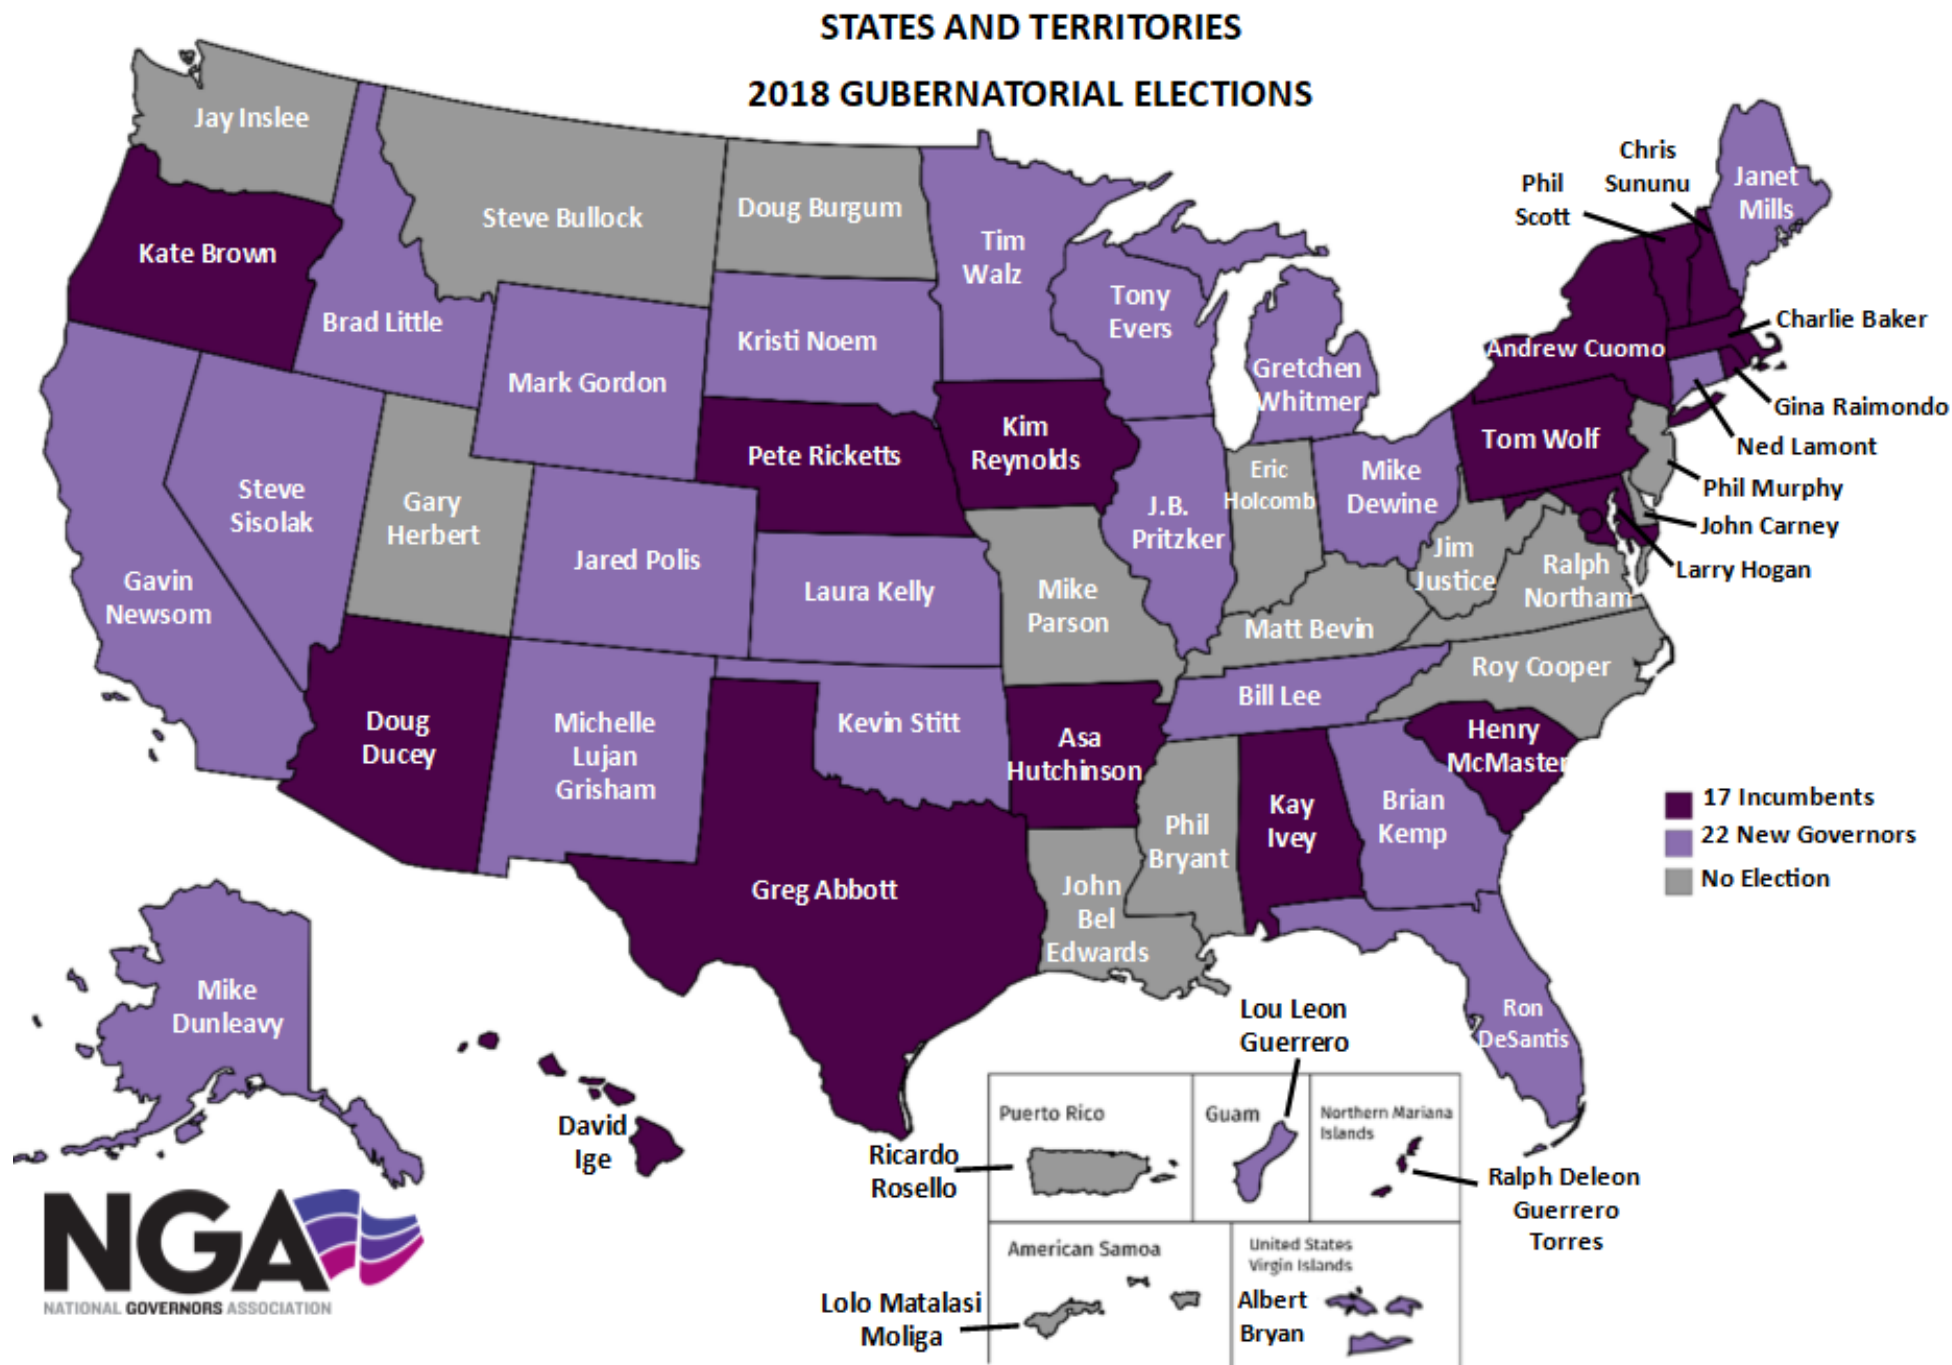 STATES AND TERRITORIES
2018 GUBERNATORIAL ELECTIONS
Jay Inslee
Kate Brown
Steve Bullock
Doug Burgum
Brad Little
Mark Gordon
Kristi Noem
Tim
Walz
Tony
Evers
Gretchen
Whitmer
Phil
Scott
Chris
Sununu
Janet
Mills
Charlie Baker
Andrew Cuomo
Gina Raimondo
Ned Lamont
Tom Wolf
Phil Murphy
John Carney
Larry Hogan
Pete Ricketts
Kim
Reynolds
J.B.
Pritzker
Eric
Holcomb
Mike
Dewine
Jim
Justice
Ralph
Northam
Steve
Sisolak
Gary
Herbert
Gavin
Newsom
Jared Polis
Laura Kelly
Mike
Parson
Matt Bevin
Roy Cooper
Bill Lee
Doug
Ducey
Michelle
Lujan
Grisham
Kevin Stitt
Asa
Hutchinson
Henry
McMaster
Phil
Bryant
Kay
Ivey
Brian
Kemp
Greg Abbott
John
Bel
Edwards
Ron
DeSantis
17 Incumbents
22 New Governors
No Election
Mike
Dunleavy
David
Ige
Lou Leon
Guerrero
Puerto Rico
Guam
Northern Mariana
Islands
Ricardo
Rosello
Ralph Deleon
Guerrero
Torres
American Samoa
United States
Virgin Islands
Lolo Matalasi
Moliga
Albert
Bryan
NGA
NATIONAL GOVERNORS ASSOCIATION